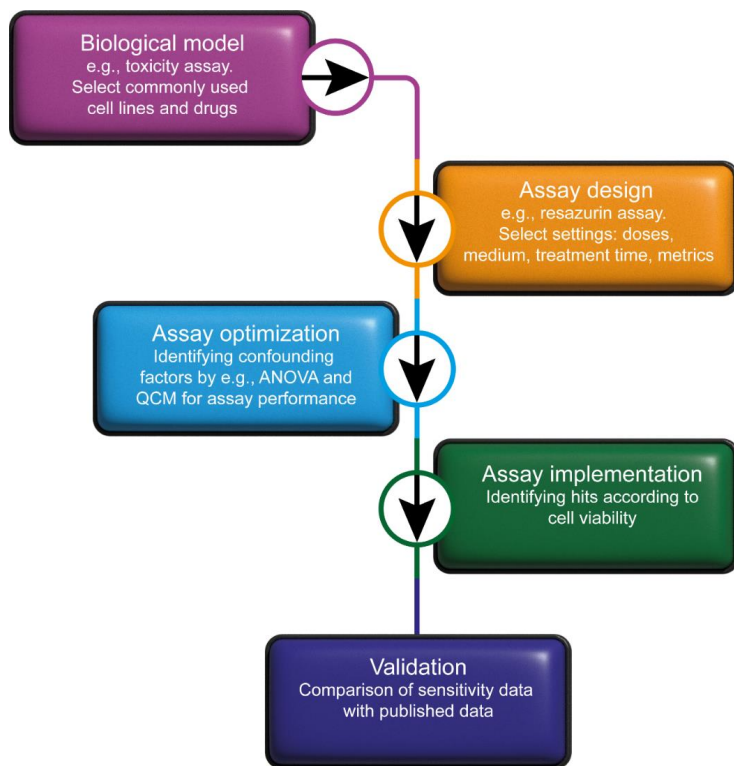 Biological model
e.g., toxicity assay.
Select commonly used
cell lines and drugs
Assay design
e.g., resazurin assay.
Select settings: doses,
medium, treatment time, metrics
Assay optimization
Identifying confounding
factors by e.g., ANOVA and
QCM for assay performance
Assay implementation
Identifying hits according to
cell viability
Validation
Comparison of sensitivity data
with published data